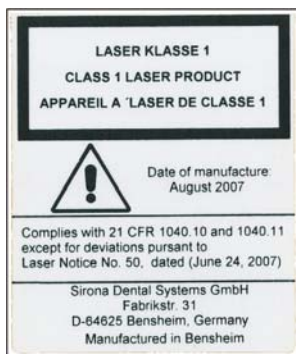 LASER KLASSE 1
CLASS 1 LASER PRODUCT
APPAREIL A ´LASER DE CLASSE 1
Date of manufacture:
August 2007
Complies with 21 CFR 1040.10 and 1040.11
except for deviations pursuant to
Laser Notice No. 50, dated (June 24, 2007)
Sirona Dental Systems GmbH
Fabrikstr. 31
D-64625 Bensheim, Germany
Manufactured in Bensheim